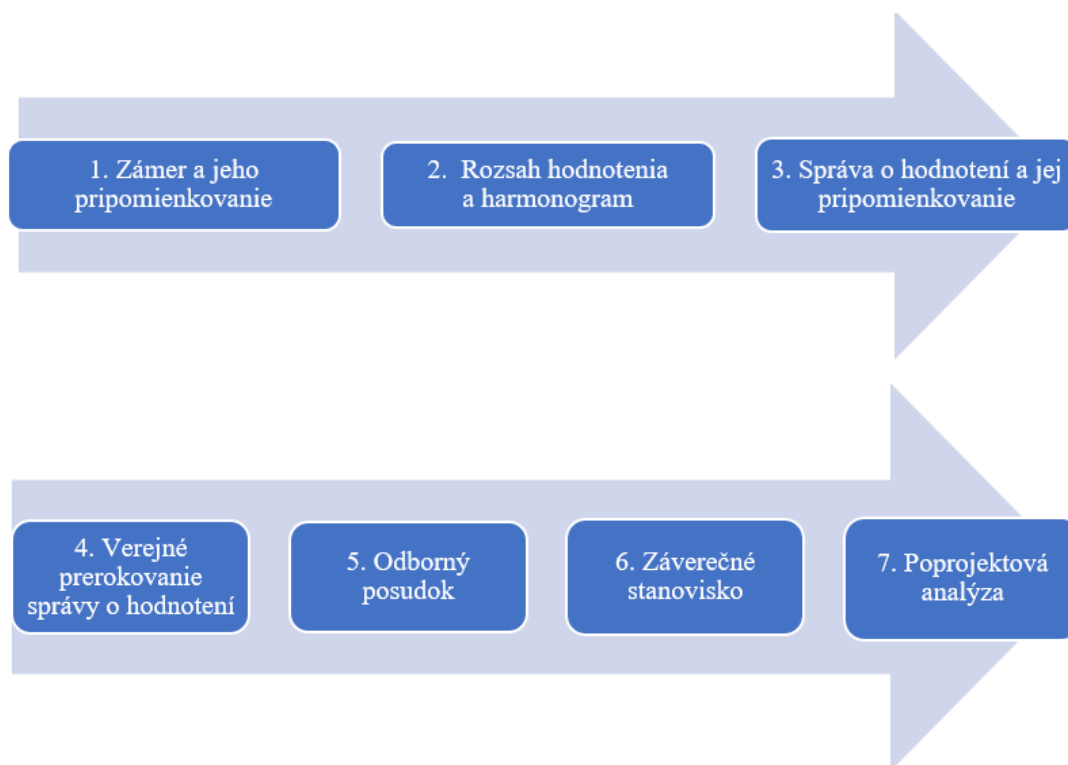 1. Zámer a jeho
pripomienkovanie
2.  Rozsah hodnotenia
a harmonogram
3. Správa o hodnotení a jej
pripomienkovanie
4. Verejné
prerokovanie
správy o hodnotení
5. Odborný
posudok
6. Záverečné
stanovisko
7. Poprojektová
analýza